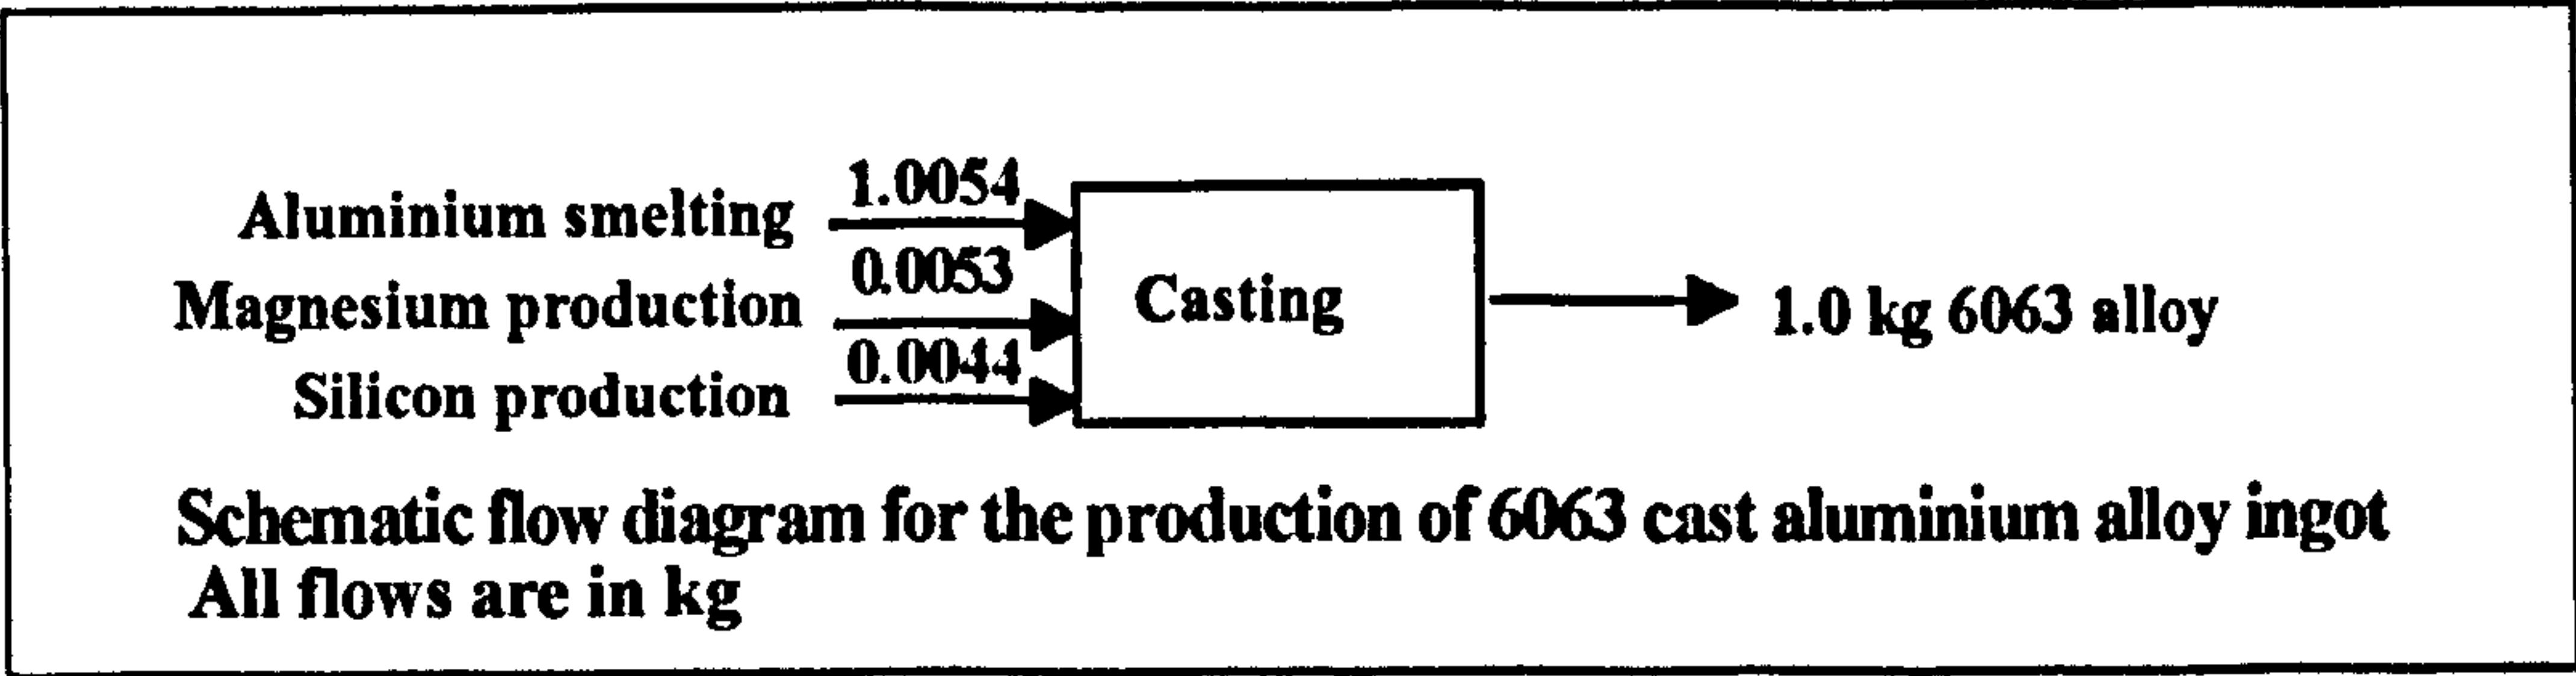 1.0054
Aluminium smelting
0.0053
Magnesium production
Casting
1.0 kg 6063 alloy
0.0044
Silicon production
Schematic flow diagram for the production of 6063 cast aluminium alloy ingot
All flows are in kg